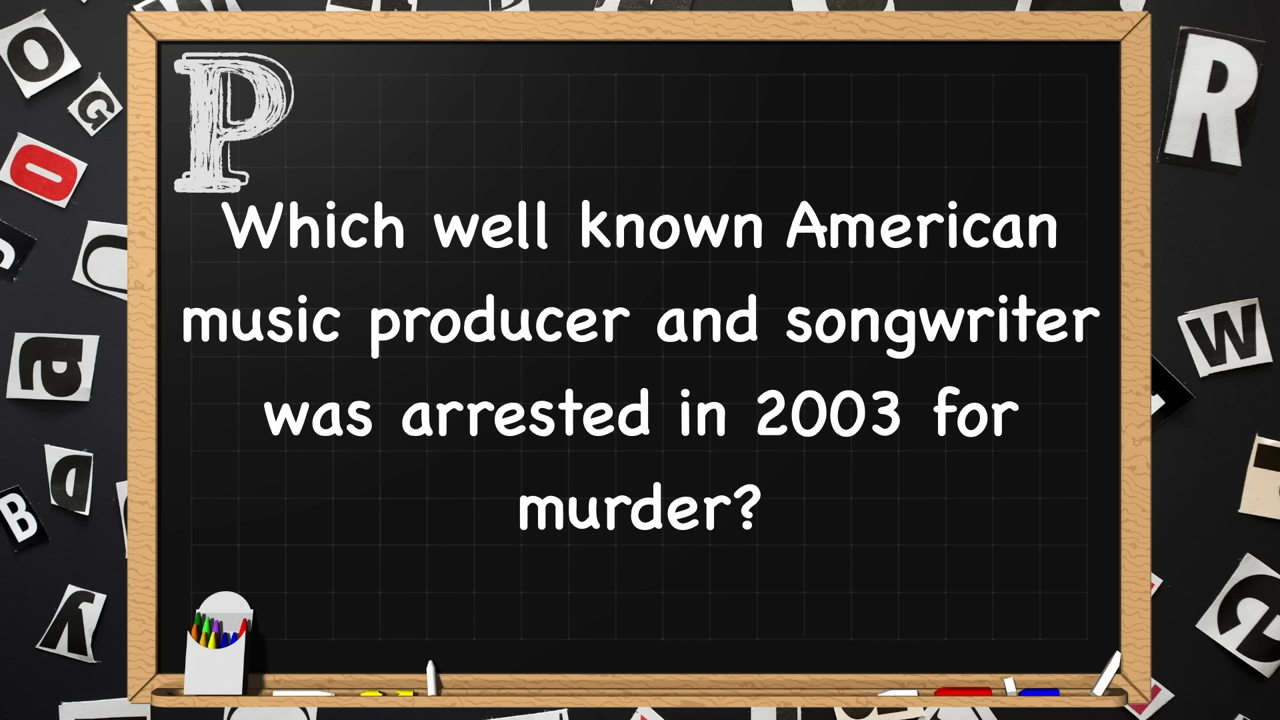 P
Which well known American
music producer and songwriter
was arrested in 2003 for
murder?
O
G
O
a
D
B
R
W